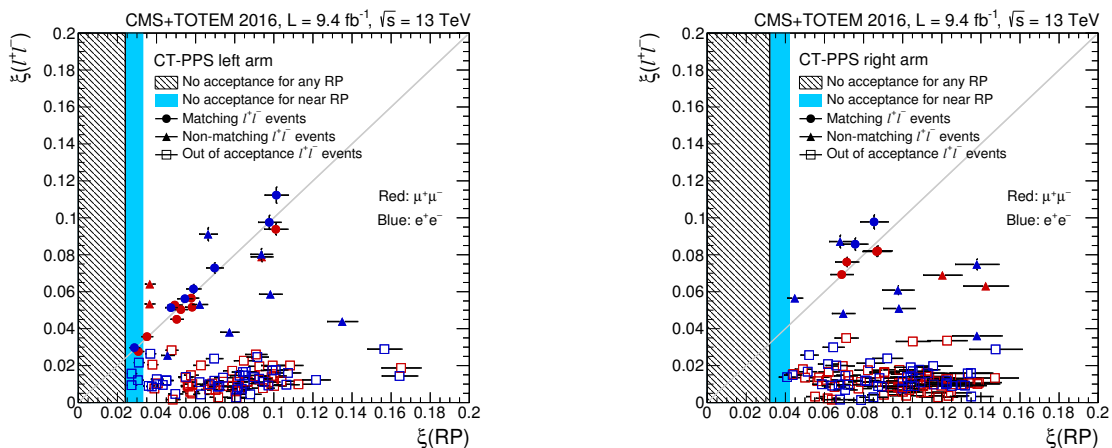 CMS+TOTEM 2016, L = 9.4 fb⁻¹, √s = 13 TeV
ξ(l⁺l⁻)
0.2
0.18
0.16
0.14
0.12
0.1
0.08
0.06
0.04
0.02
0
CT-PPS left arm
No acceptance for any RP
No acceptance for near RP
Matching l⁺l⁻ events
Non-matching l⁺l⁻ events
Out of acceptance l⁺l⁻ events
Red: μ⁺μ⁻
Blue: e⁺e⁻
0 0.02 0.04 0.06 0.08 0.1 0.12 0.14 0.16 0.18 0.2
ξ(RP)
CMS+TOTEM 2016, L = 9.4 fb⁻¹, √s = 13 TeV
ξ(l⁺l⁻)
0.2
0.18
0.16
0.14
0.12
0.1
0.08
0.06
0.04
0.02
0
CT-PPS right arm
No acceptance for any RP
No acceptance for near RP
Matching l⁺l⁻ events
Non-matching l⁺l⁻ events
Out of acceptance l⁺l⁻ events
Red: μ⁺μ⁻
Blue: e⁺e⁻
0 0.02 0.04 0.06 0.08 0.1 0.12 0.14 0.16 0.18 0.2
ξ(RP)